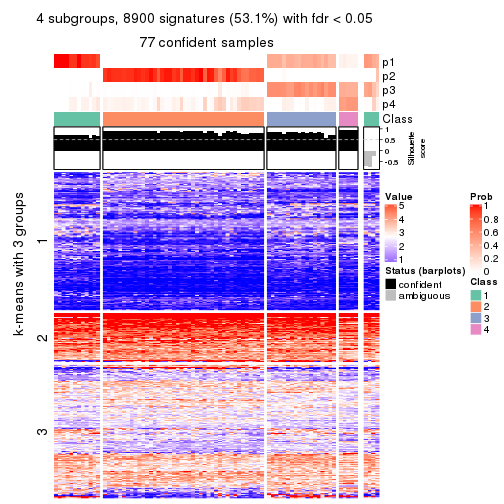 4 subgroups, 8900 signatures (53.1%) with fdr < 0.05
77 confident samples
p1
p2
p3
p4
Class
1
0.5
0
-0.5
Silhouette
score
k-means with 3 groups
1
2
3
Value
5
4
3
2
1
Status (barplots)
confident
ambiguous
Prob
1
0.8
0.6
0.4
0.2
0
Class
1
2
3
4